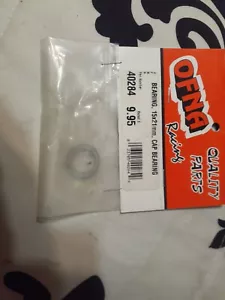 OFNA
Racing
QUALITY
PARTS
BEARING, 15x21mm, CAP BEARING
40284 9.95